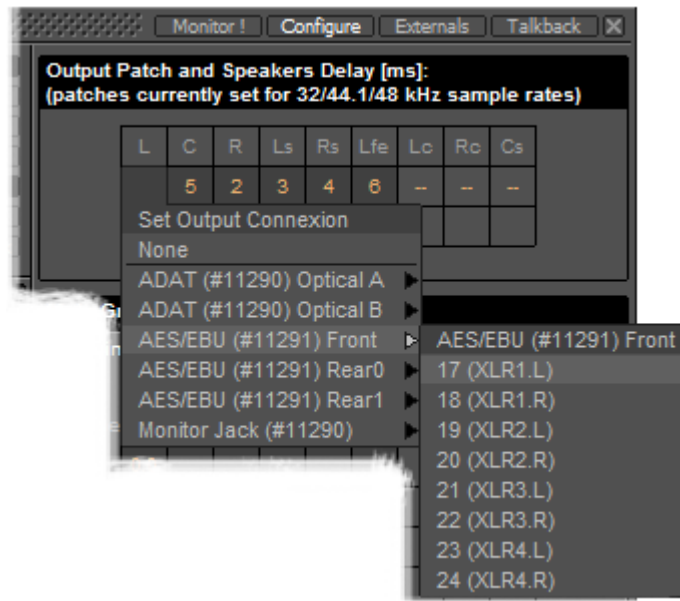 Monitor ! Configure Externals Talkback X
Output Patch and Speakers Delay [ms]:
(patches currently set for 32/44.1/48 kHz sample rates)
L C R Ls Rs Lfe Lc Rc Cs
5 2 3 4 6 -- -- --
Set Output Connexion
None
ADAT (#11290) Optical A
ADAT (#11290) Optical B
AES/EBU (#11291) Front
AES/EBU (#11291) Rear0
AES/EBU (#11291) Rear1
Monitor Jack (#11290)
AES/EBU (#11291) Front
17 (XLR1.L)
18 (XLR1.R)
19 (XLR2.L)
20 (XLR2.R)
21 (XLR3.L)
22 (XLR3.R)
23 (XLR4.L)
24 (XLR4.R)